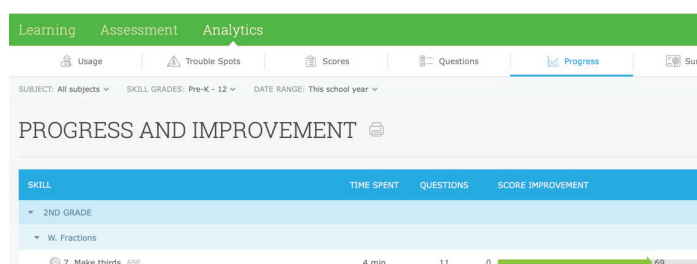 Learning Assessment Analytics
Usage Trouble Spots Scores Questions Progress
SUBJECT: All subjects SKILL GRADES: Pre-K - 12 DATE RANGE: This school year
PROGRESS AND IMPROVEMENT
SKILL TIME SPENT QUESTIONS SCORE IMPROVEMENT
2ND GRADE
W. Fractions
7. Make thirds 65E 4 min 11 0 69